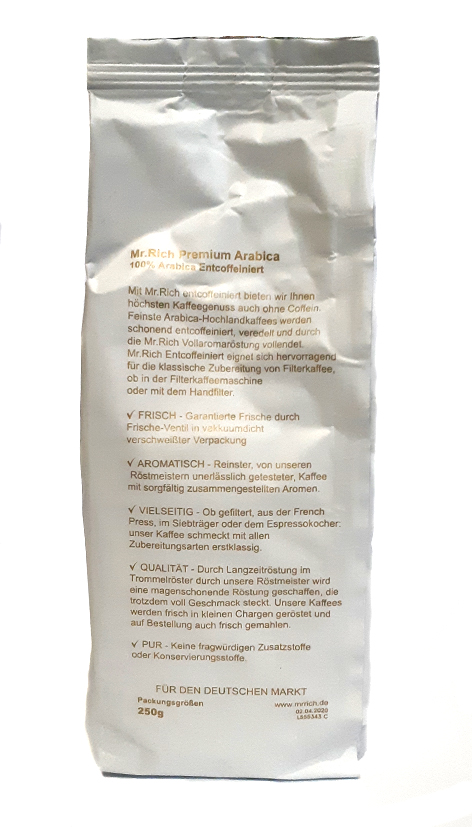 Mr.Rich Premium Arabica
100% Arabica Entcoffeiniert
Mit Mr.Rich entcoffeiniert bieten wir Ihnen
höchsten Kaffeegenuss auch ohne Coffein.
Feinste Arabica-Hochlandkaffees werden
schonend entcoffeiniert, veredelt und durch
die Mr.Rich Vollaromaröstung vollendet.
Mr.Rich Entcoffeiniert eignet sich hervorragend
für die klassische Zubereitung von Filterkaffee,
ob in der Filterkaffeemaschine
oder mit dem Handfilter.
√ FRISCH - Garantierte Frische durch
Frische-Ventil in vakkuumdicht
verschweißter Verpackung
√ AROMATISCH - Reinster, von unseren
Röstmeistern unerlässlich getesteter, Kaffee
mit sorgfältig zusammengestellten Aromen.
√ VIELSEITIG - Ob gefiltert, aus der French
Press, im Siebträger oder dem Espressokocher:
unser Kaffee schmeckt mit allen
Zubereitungsarten erstklassig.
√ QUALITÄT - Durch Langzeitröstung im
Trommelröster durch unsere Röstmeister wird
eine magenschonende Röstung geschaffen, die
trotzdem voll Geschmack steckt. Unsere Kaffees
werden frisch in kleinen Chargen geröstet und
auf Bestellung auch frisch gemahlen.
√ PUR - Keine fragwürdigen Zusatzstoffe
oder Konservierungsstoffe.
FÜR DEN DEUTSCHEN MARKT
Packungsgrößen www.mrrich.de
250g 02.04.2020